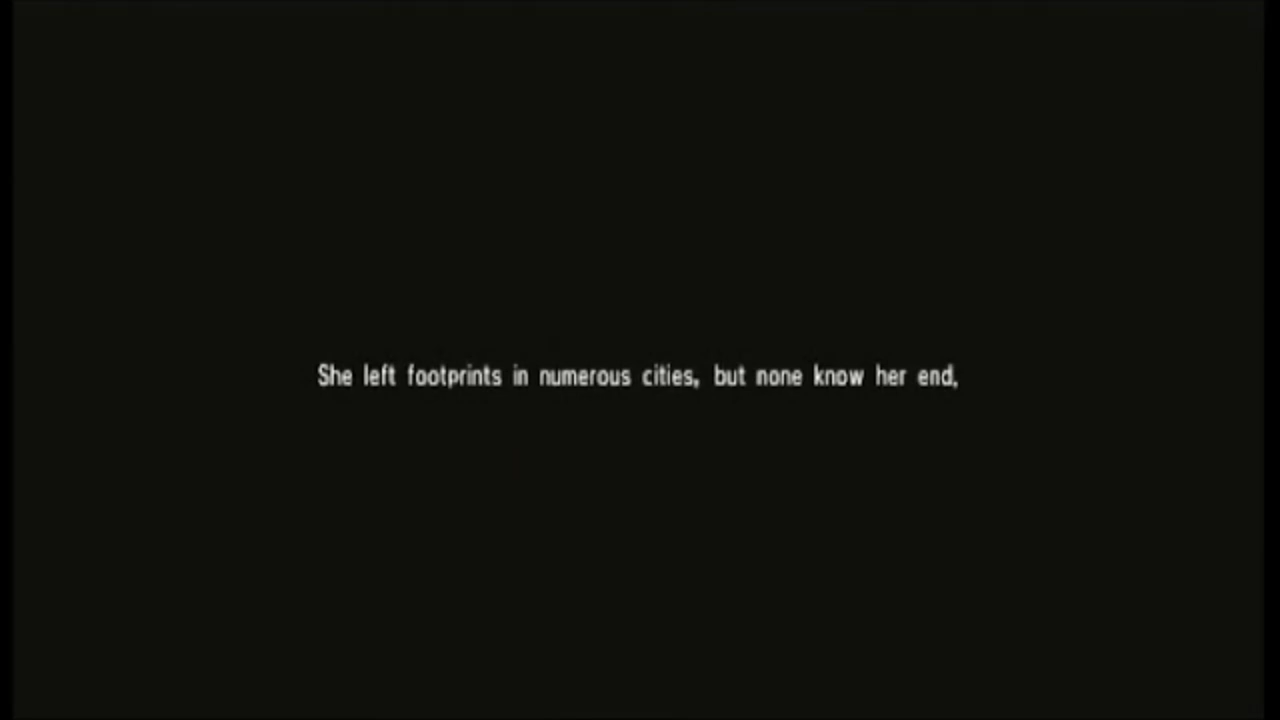 She left footprints in numerous cities, but none know her end,